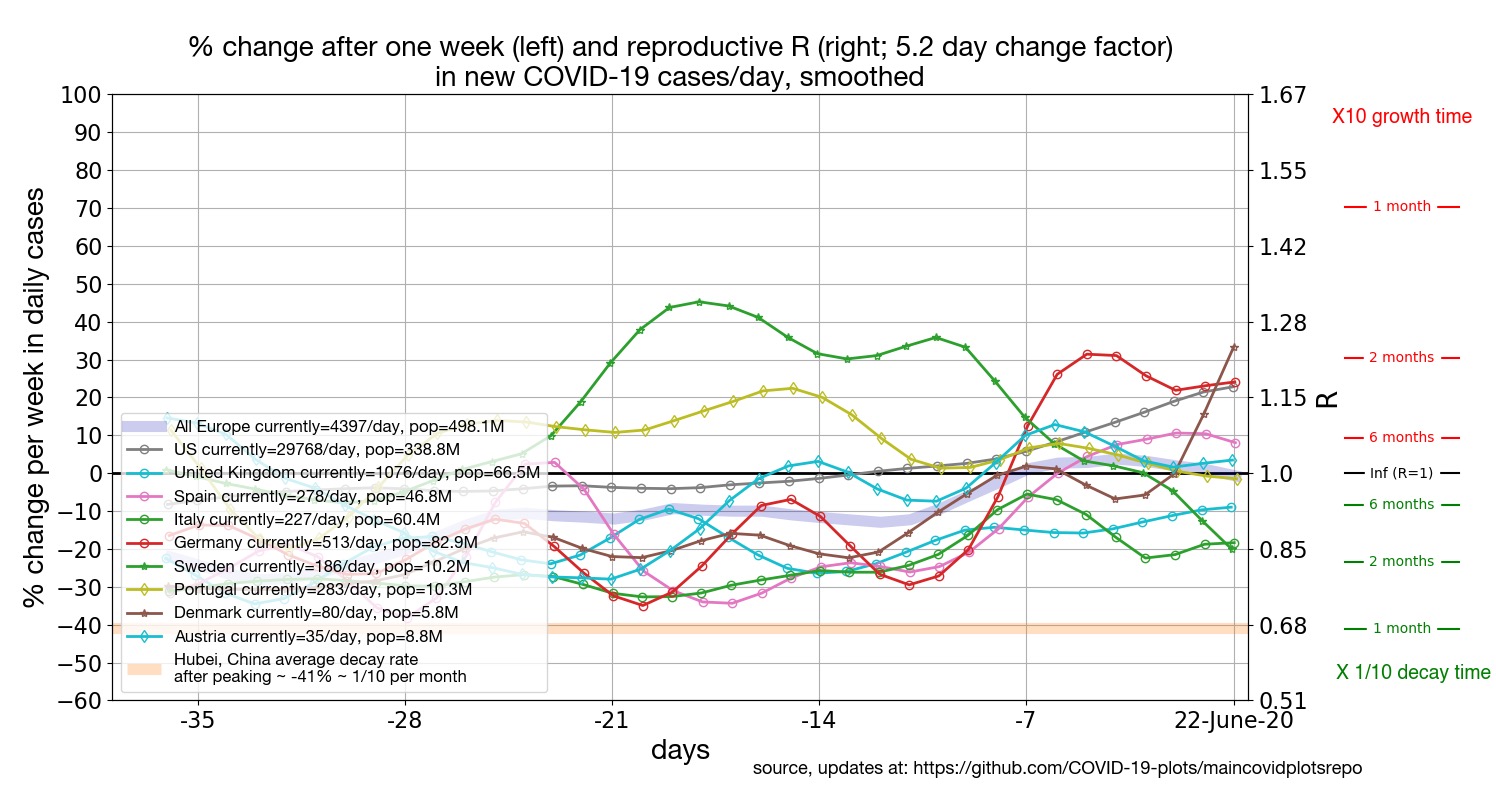 % change after one week (left) and reproductive R (right; 5.2 day change factor)
in new COVID-19 cases/day, smoothed
% change per week in daily cases
100
90
80
70
60
50
40
30
20
10
0
−10
−20
−30
−40
−50
−60
All Europe currently=4397/day, pop=498.1M
US currently=29768/day, pop=338.8M
United Kingdom currently=1076/day, pop=66.5M
Spain currently=278/day, pop=46.8M
Italy currently=227/day, pop=60.4M
Germany currently=513/day, pop=82.9M
Sweden currently=186/day, pop=10.2M
Portugal currently=283/day, pop=10.3M
Denmark currently=80/day, pop=5.8M
Austria currently=35/day, pop=8.8M
Hubei, China average decay rate
after peaking ~ -41% ~ 1/10 per month
-35
-28
-21
-14
-7
22-June-20
days
1.67
1.55
1.42
1.28
1.15
1.0
0.85
0.68
0.51
R
X10 growth time
1 month
2 months
6 months
Inf (R=1)
6 months
2 months
1 month
X 1/10 decay time
source, updates at: https://github.com/COVID-19-plots/maincovidplotsrepo